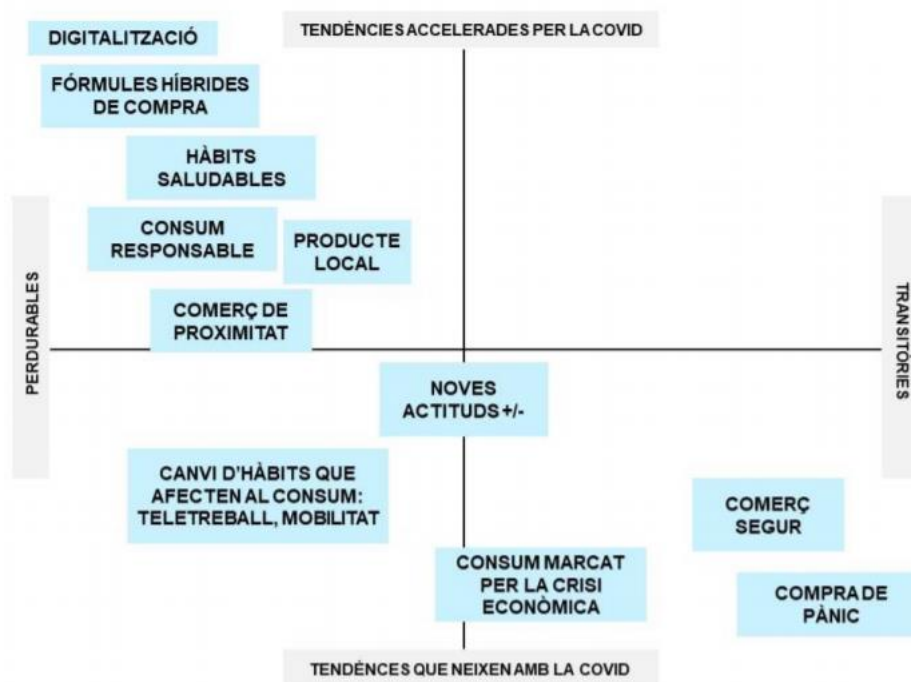 TENDÈNCIES ACCELERADES PER LA COVID
DIGITALITZACIÓ
FÓRMULES HÍBRIDES
DE COMPRA
HÀBITS
SALUDABLES
CONSUM
RESPONSABLE
PRODUCTE
LOCAL
COMERÇ DE
PROXIMITAT
PERDURABLES
TRANSITÒRIES
NOVES
ACTITUDS +/-
CANVI D'HÀBITS QUE
AFECTEN AL CONSUM:
TELETREBALL, MOBILITAT
COMERÇ
SEGUR
CONSUM MARCAT
PER LA CRISI
ECONÒMICA
COMPRA DE
PÀNIC
TENDÈNCES QUE NEIXEN AMB LA COVID